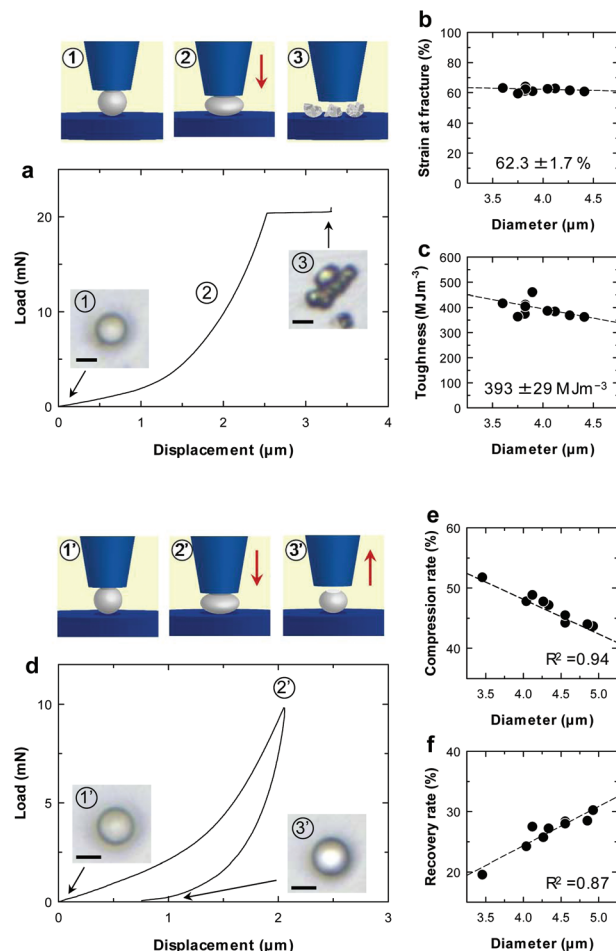 1
2
3
a
Load (mN)
20
10
0
1
2
3
0
1
2
3
4
Displacement (μm)
b
Strain at fracture (%)
100
80
60
40
20
0
62.3 ±1.7 %
3.5
4.0
4.5
Diameter (μm)
c
Toughness (MJm⁻³)
600
500
400
300
200
100
0
393 ±29 MJm⁻³
3.5
4.0
4.5
Diameter (μm)
1’
2’
3’
d
Load (mN)
10
5
0
1’
2’
3’
0
1
2
3
Displacement (μm)
e
Compression rate (%)
60
50
40
R² =0.94
3.5
4.0
4.5
5.0
Diameter (μm)
f
Recovery rate (%)
40
30
20
R² =0.87
3.5
4.0
4.5
5.0
Diameter (μm)